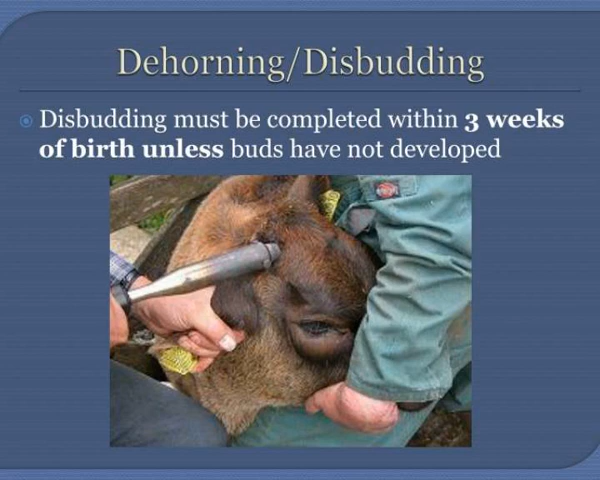 Dehorning/Disbudding
Disbudding must be completed within 3 weeks
of birth unless buds have not developed